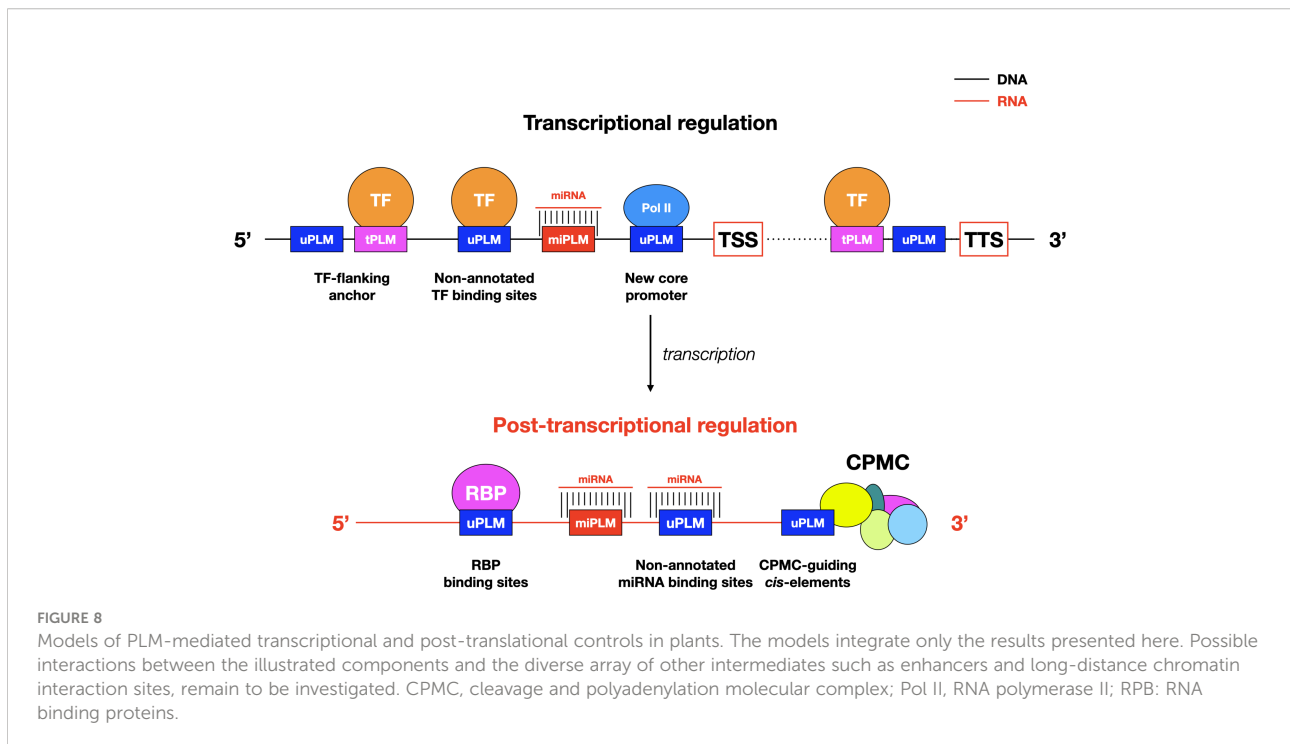 DNA
RNA
Transcriptional regulation
TF TF miRNA Pol II TF
5’ uPLM tPLM uPLM miPLM uPLM TSS tPLM uPLM TTS 3’
TF-flanking Non-annotated New core
anchor TF binding sites promoter
transcription
Post-transcriptional regulation
CPMC
RBP miRNA miRNA
5’ uPLM miPLM uPLM uPLM 3’
RBP Non-annotated CPMC-guiding
binding sites miRNA binding sites cis-elements
FIGURE 8
Models of PLM-mediated transcriptional and post-translational controls in plants. The models integrate only the results presented here. Possible
interactions between the illustrated components and the diverse array of other intermediates such as enhancers and long-distance chromatin
interaction sites, remain to be investigated. CPMC, cleavage and polyadenylation molecular complex; Pol II, RNA polymerase II; RPB: RNA
binding proteins.